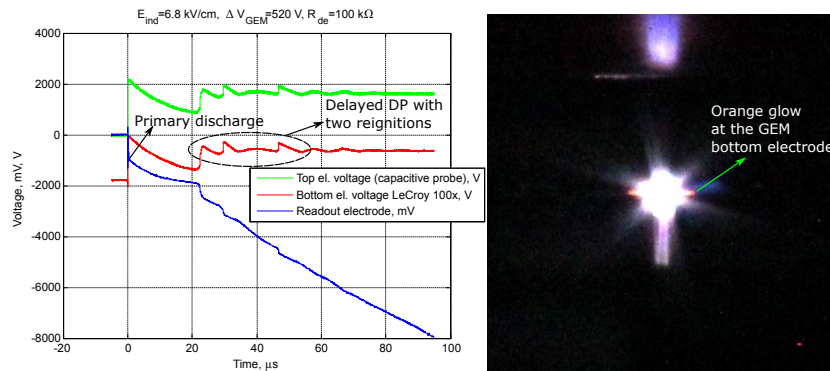 E_ind=6.8 kV/cm, Δ V_GEM=520 V, R_de=100 kΩ
4000
2000
0
-2000
-4000
-6000
-8000
Voltage, mV, V
Primary discharge
Delayed DP with
two reignitions
Top el. voltage (capacitive probe), V
Bottom el. voltage LeCroy 100x, V
Readout electrode, mV
-20
0
20
40
60
80
100
Time, μs
Orange glow
at the GEM
bottom electrode